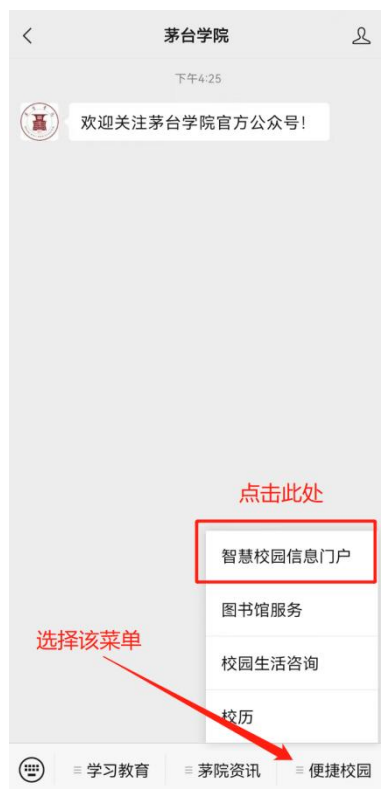 茅台学院
下午4:25
欢迎关注茅台学院官方公众号！
点击此处
智慧校园信息门户
图书馆服务
选择该菜单
校园生活咨询
校历
学习教育
茅院资讯
便捷校园